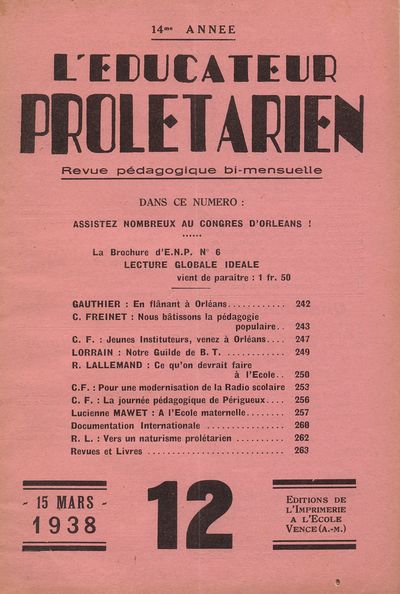 14me ANNEE
L'EDUCATEUR
PROLETARIEN
Revue pédagogique bi-mensuelle
DANS CE NUMERO :
ASSISTEZ NOMBREUX AU CONGRES D'ORLEANS !
......
La Brochure d'E.N.P. N° 6
LECTURE GLOBALE IDEALE
vient de paraître : 1 fr. 50
GAUTHIER : En flânant à Orléans............ 242
C. FREINET : Nous bâtissons la pédagogie
populaire.. 243
C. F. : Jeunes Instituteurs, venez à Orléans.... 247
LORRAIN : Notre Guilde de B. T. ............ 249
R. LALLEMAND : Ce qu'on devrait faire
à l'Ecole.. 250
C.F. : Pour une modernisation de la Radio scolaire 253
C. F. : La journée pédagogique de Périgueux.... 256
Lucienne MAWET : A l'Ecole maternelle........ 257
Documentation Internationale ................ 260
R. L. : Vers un naturisme prolétarien .......... 262
Revues et Livres ............................ 263
- 15 MARS -
1938
12
EDITIONS DE
L'IMPRIMERIE
A L'ECOLE
VENCE (A.-M.)